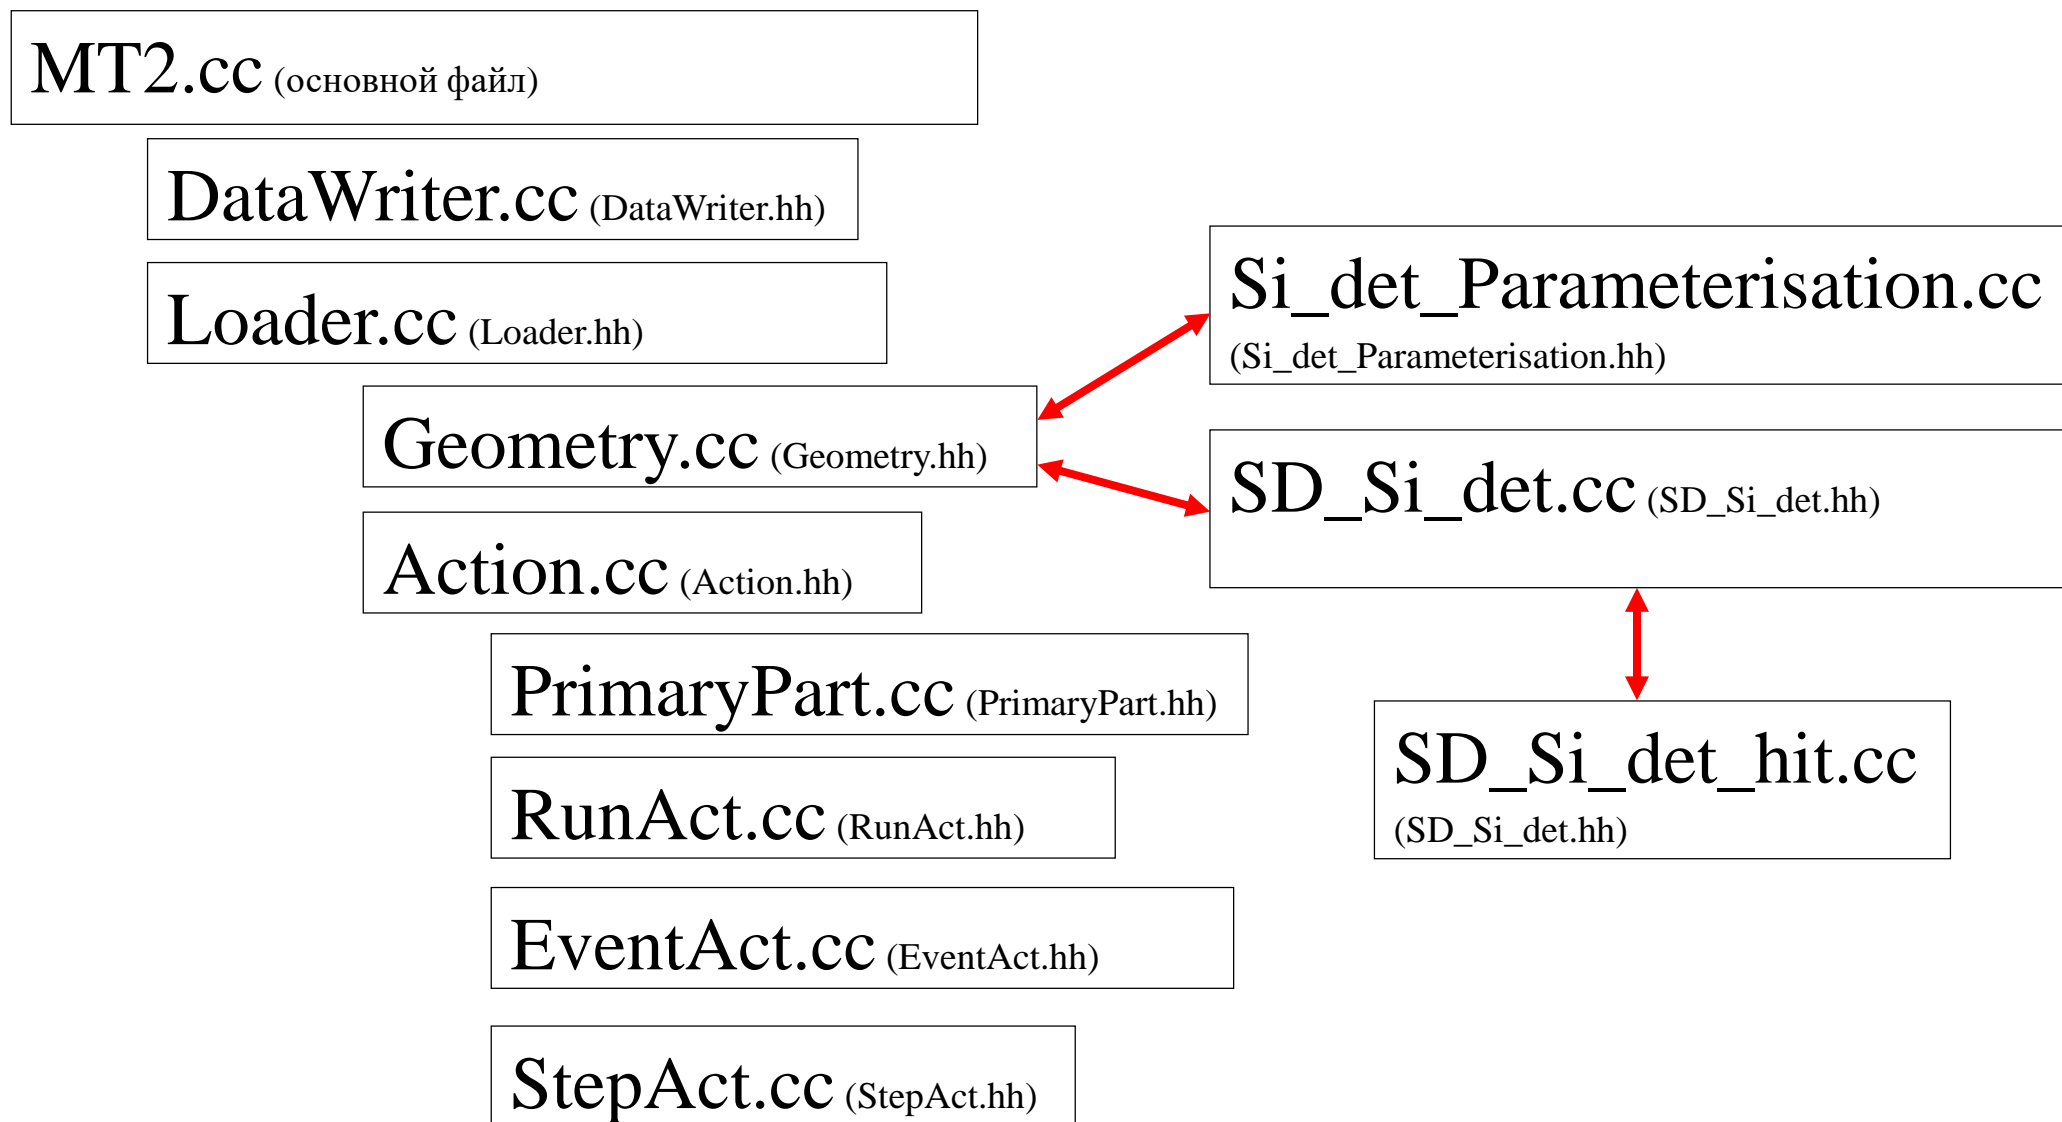 MT2.cc (основной файл)
DataWriter.cc (DataWriter.hh)
Loader.cc (Loader.hh)
Geometry.cc (Geometry.hh)
Action.cc (Action.hh)
PrimaryPart.cc (PrimaryPart.hh)
RunAct.cc (RunAct.hh)
EventAct.cc (EventAct.hh)
StepAct.cc (StepAct.hh)
Si_det_Parameterisation.cc
(Si_det_Parameterisation.hh)
SD_Si_det.cc (SD_Si_det.hh)
SD_Si_det_hit.cc
(SD_Si_det.hh)